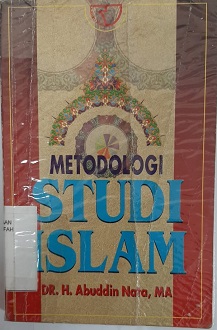 METODOLOGI
STUDI
ISLAM
DR. H. Abuddin Nata, MA